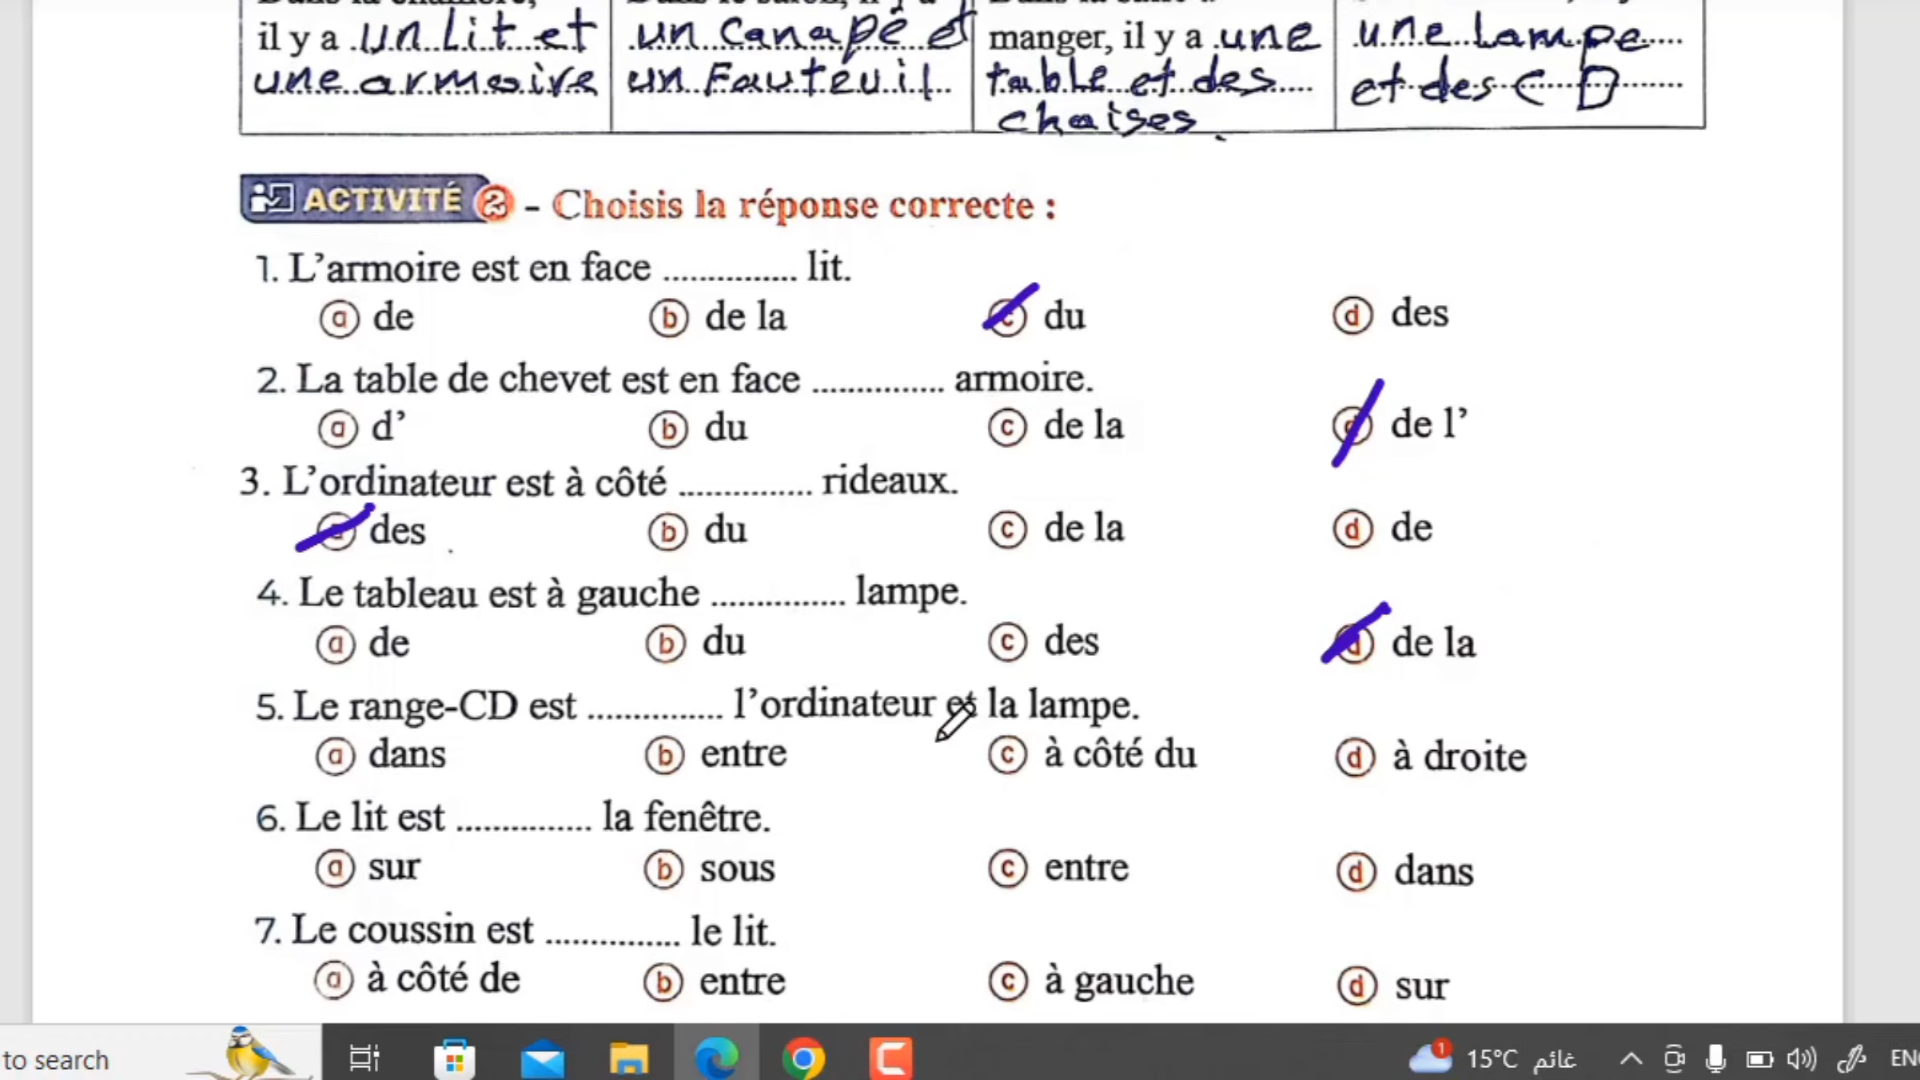 il y a un lit et
une armoire
un canapé et
un Fauteuil
manger, il y a une
table et des
chaises
une lampe
et des CD
ACTIVITÉ 2 - Choisis la réponse correcte :
1. L'armoire est en face .............. lit.
a de b de la c du d des
2. La table de chevet est en face .............. armoire.
a d' b du c de la d de l'
3. L'ordinateur est à côté .............. rideaux.
a des b du c de la d de
4. Le tableau est à gauche .............. lampe.
a de b du c des d de la
5. Le range-CD est .............. l'ordinateur et la lampe.
a dans b entre c à côté du d à droite
6. Le lit est .............. la fenêtre.
a sur b sous c entre d dans
7. Le coussin est .............. le lit.
a à côté de b entre c à gauche d sur
to search 1 15°C غائم ENG